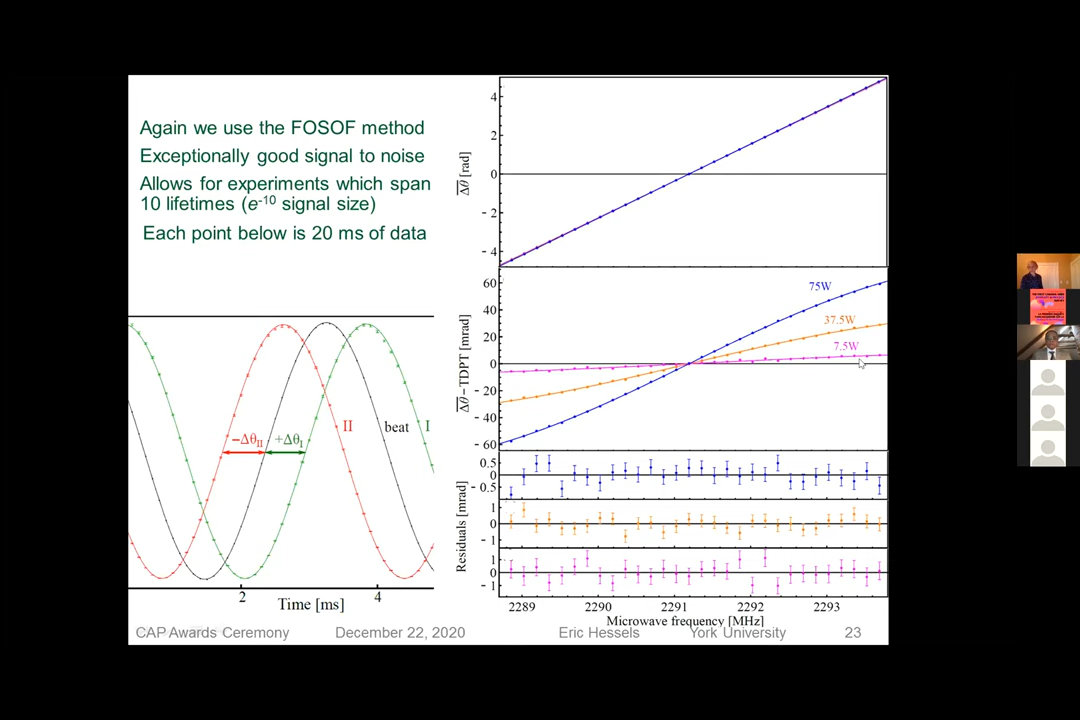 Again we use the FOSOF method
Exceptionally good signal to noise
Allows for experiments which span
10 lifetimes (e⁻¹⁰ signal size)
Each point below is 20 ms of data
−Δθ_II
+Δθ_I
II
beat
I
2
4
Time [ms]
Δθ̅ [rad]
4
2
0
- 2
- 4
Δθ̅ − TDPT [mrad]
60
40
20
0
- 20
- 40
- 60
75W
37.5W
7.5W
Residuals [mrad]
0.5
0
- 0.5
1
0
- 1
1
0
- 1
2289
2290
2291
2292
2293
Microwave frequency [MHz]
CAP Awards Ceremony
December 22, 2020
Eric Hessels
York University
23